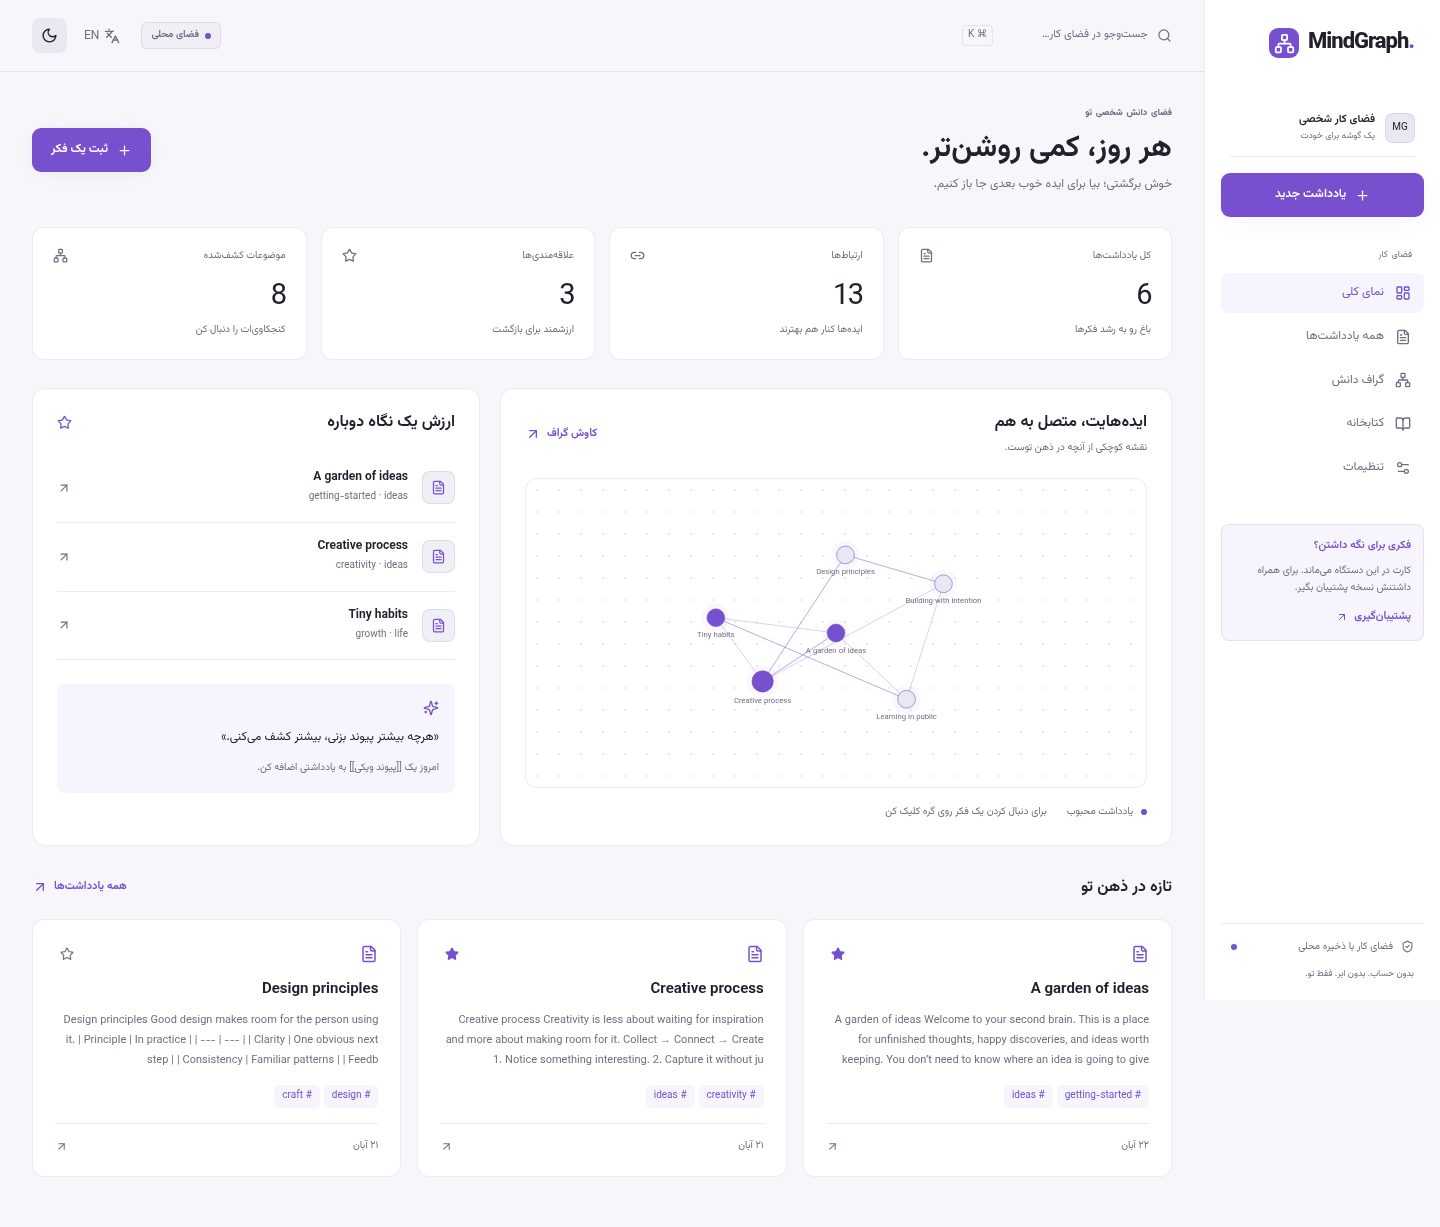 MindGraph.
MG
فضای کار شخصی
یک گوشه برای خودت
یادداشت جدید
فضای کار
نمای کلی
همه یادداشت‌ها
گراف دانش
کتابخانه
تنظیمات
فکری برای نگه داشتن؟
کارت در این دستگاه می‌ماند. برای همراه
داشتنش نسخه پشتیبان بگیر.
پشتیبان‌گیری
فضای کار با ذخیره محلی
بدون حساب. بدون ابر. فقط تو.
جست‌وجو در فضای کار...
⌘ K
فضای محلی
EN
فضای دانش شخصی تو
هر روز، کمی روشن‌تر.
خوش برگشتی؛ بیا برای ایده خوب بعدی جا باز کنیم.
ثبت یک فکر
کل یادداشت‌ها
6
باغ رو به رشد فکرها
ارتباط‌ها
13
ایده‌ها کنار هم بهترند
علاقه‌مندی‌ها
3
ارزشمند برای بازگشت
موضوعات کشف‌شده
8
کنجکاوی‌ات را دنبال کن
ایده‌هایت، متصل به هم
نقشه کوچکی از آنچه در ذهن توست.
کاوش گراف
Design principles
Building with intention
Tiny habits
A garden of ideas
Creative process
Learning in public
یادداشت محبوب
برای دنبال کردن یک فکر روی گره کلیک کن
ارزش یک نگاه دوباره
A garden of ideas
getting-started · ideas
Creative process
creativity · ideas
Tiny habits
growth · life
«هرچه بیشتر پیوند بزنی، بیشتر کشف می‌کنی.»
امروز یک [[پیوند ویکی]] به یادداشتی اضافه کن.
تازه در ذهن تو
همه یادداشت‌ها
A garden of ideas
A garden of ideas Welcome to your second brain. This is a place
for unfinished thoughts, happy discoveries, and ideas worth
keeping. You don’t need to know where an idea is going to give
# getting-started
# ideas
۲۲ آبان
Creative process
Creative process Creativity is less about waiting for inspiration
and more about making room for it. Collect → Connect → Create
1. Notice something interesting. 2. Capture it without ju
# creativity
# ideas
۲۱ آبان
Design principles
Design principles Good design makes room for the person using
it. | Principle | In practice | | --- | --- | | Clarity | One obvious next
step | | Consistency | Familiar patterns | | Feedb
# design
# craft
۲۱ آبان